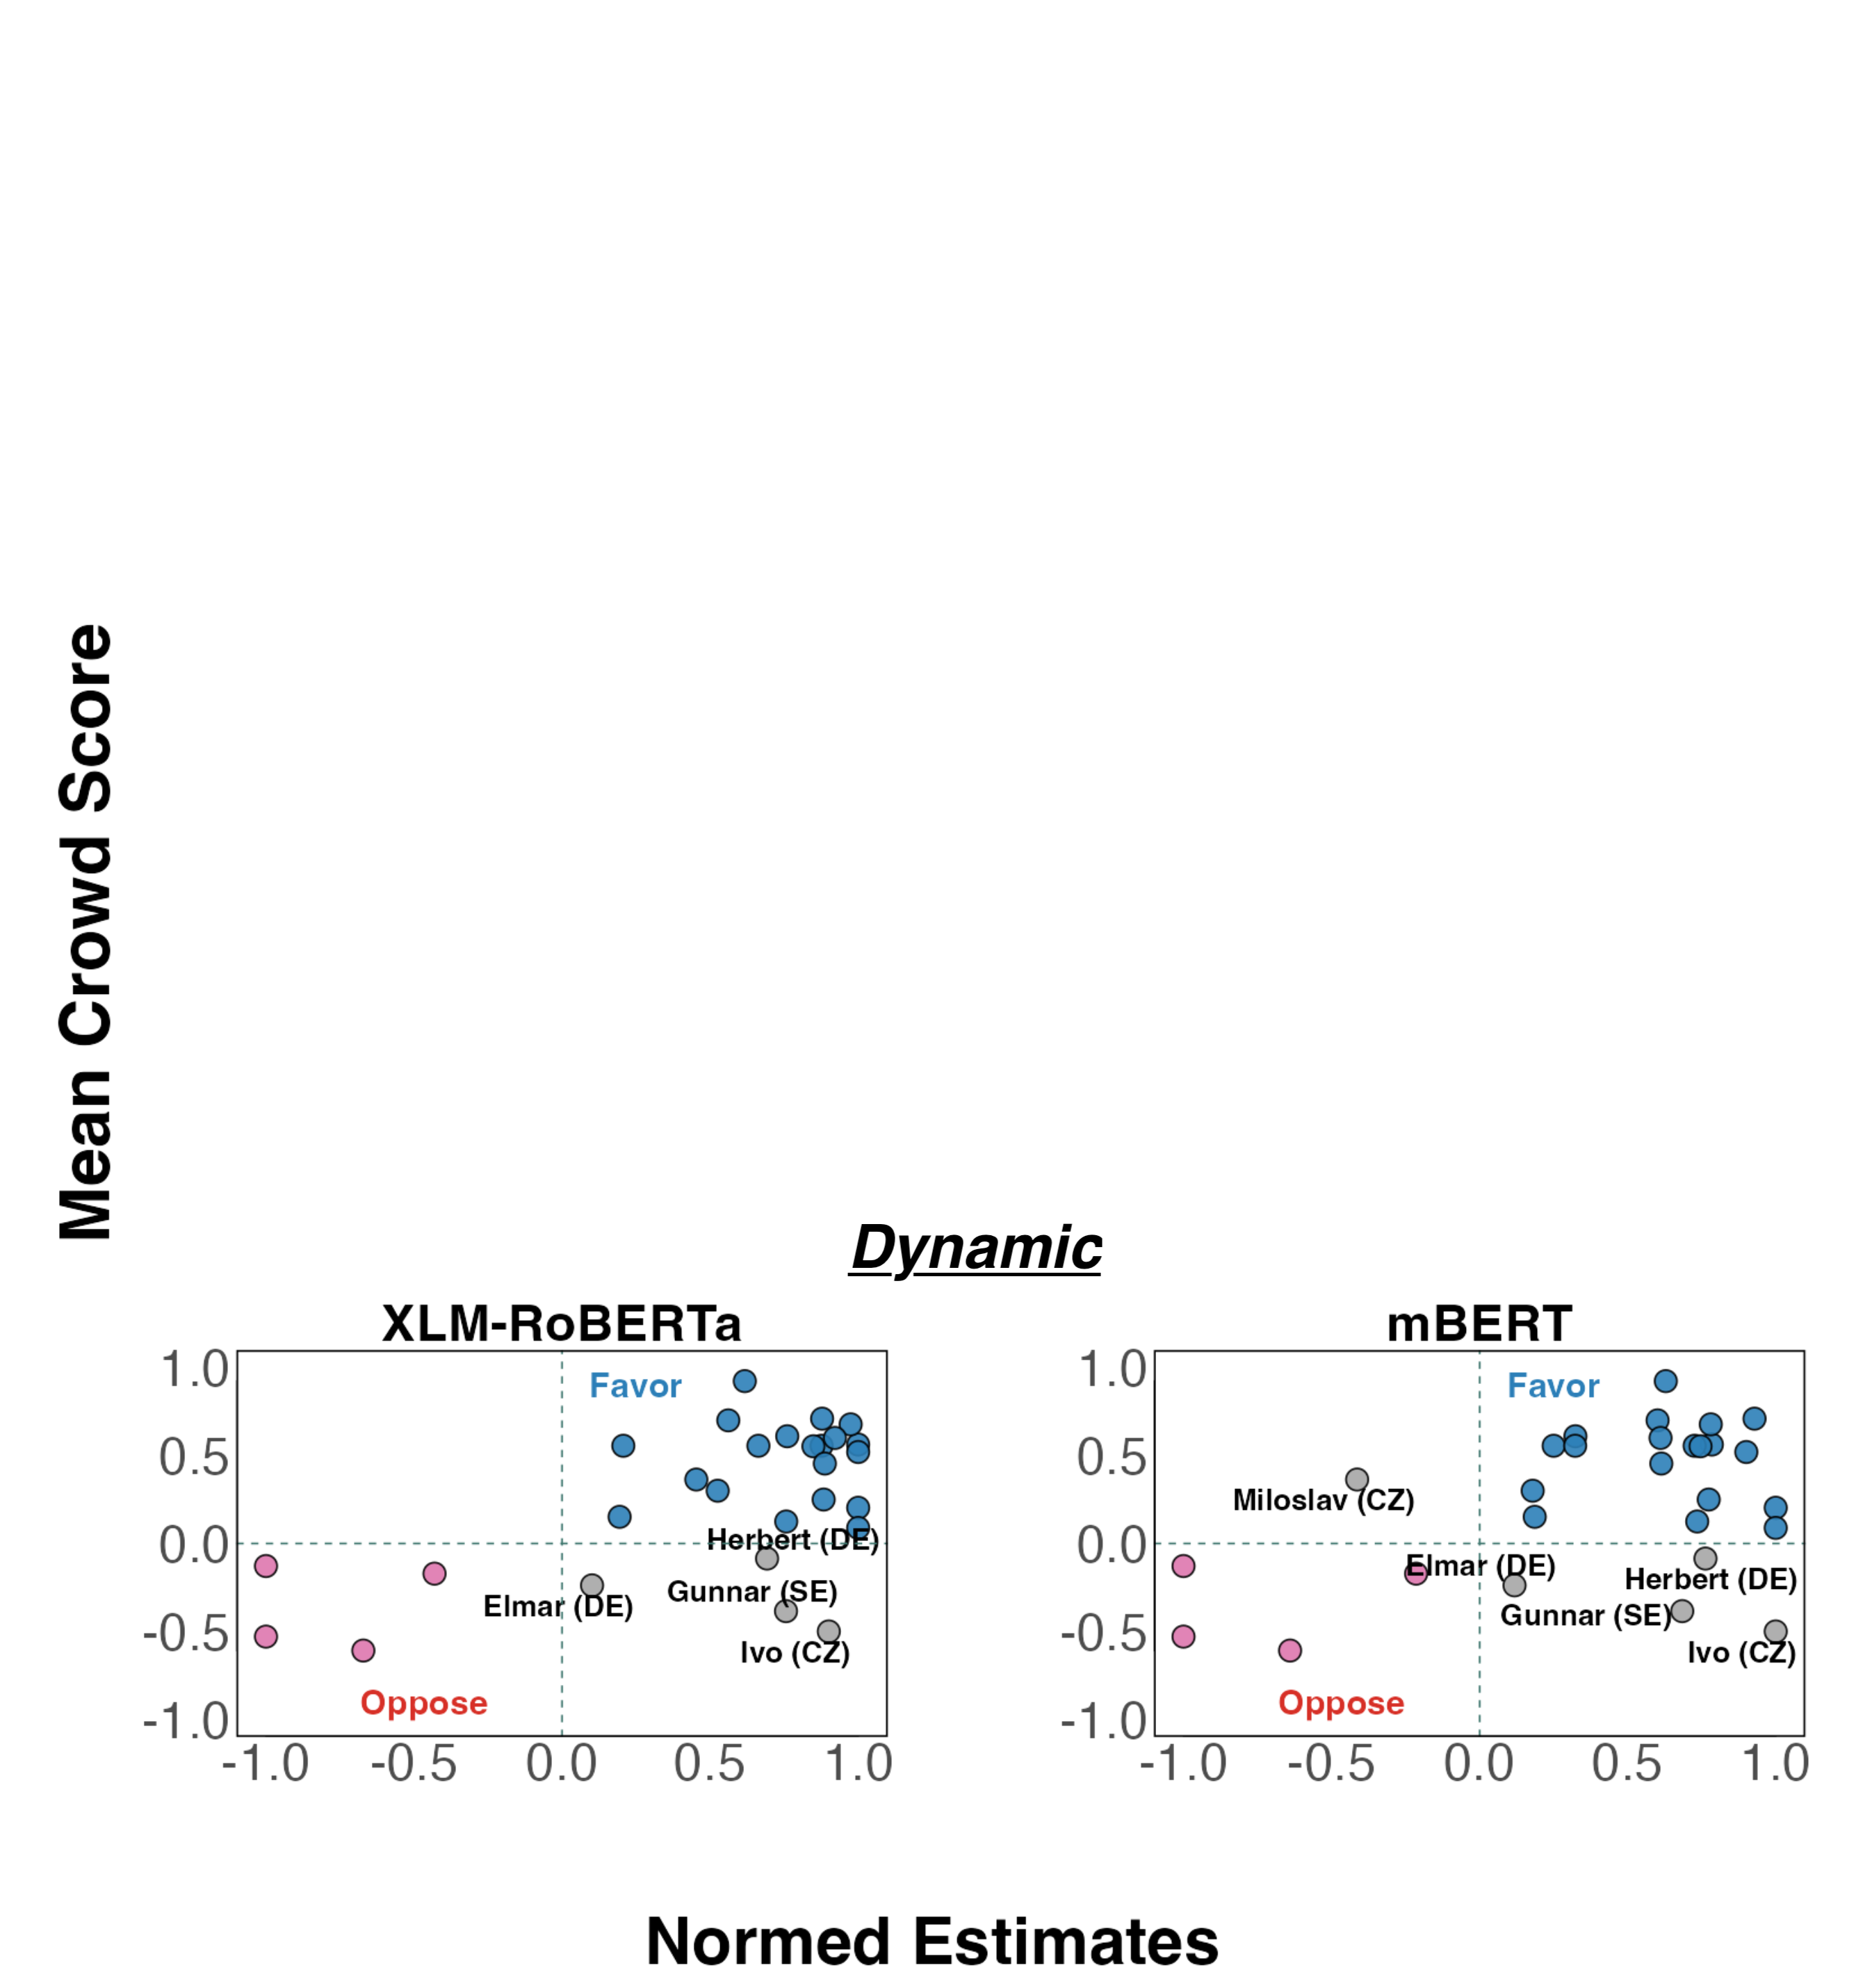 Mean Crowd Score
Dynamic
XLM-RoBERTa
1.0
0.5
0.0
-0.5
-1.0
Favor
Herbert (DE)
Gunnar (SE)
Elmar (DE)
Ivo (CZ)
Oppose
-1.0 -0.5 0.0 0.5 1.0
mBERT
1.0
0.5
0.0
-0.5
-1.0
Favor
Miloslav (CZ)
Elmar (DE)
Herbert (DE)
Gunnar (SE)
Ivo (CZ)
Oppose
-1.0 -0.5 0.0 0.5 1.0
Normed Estimates